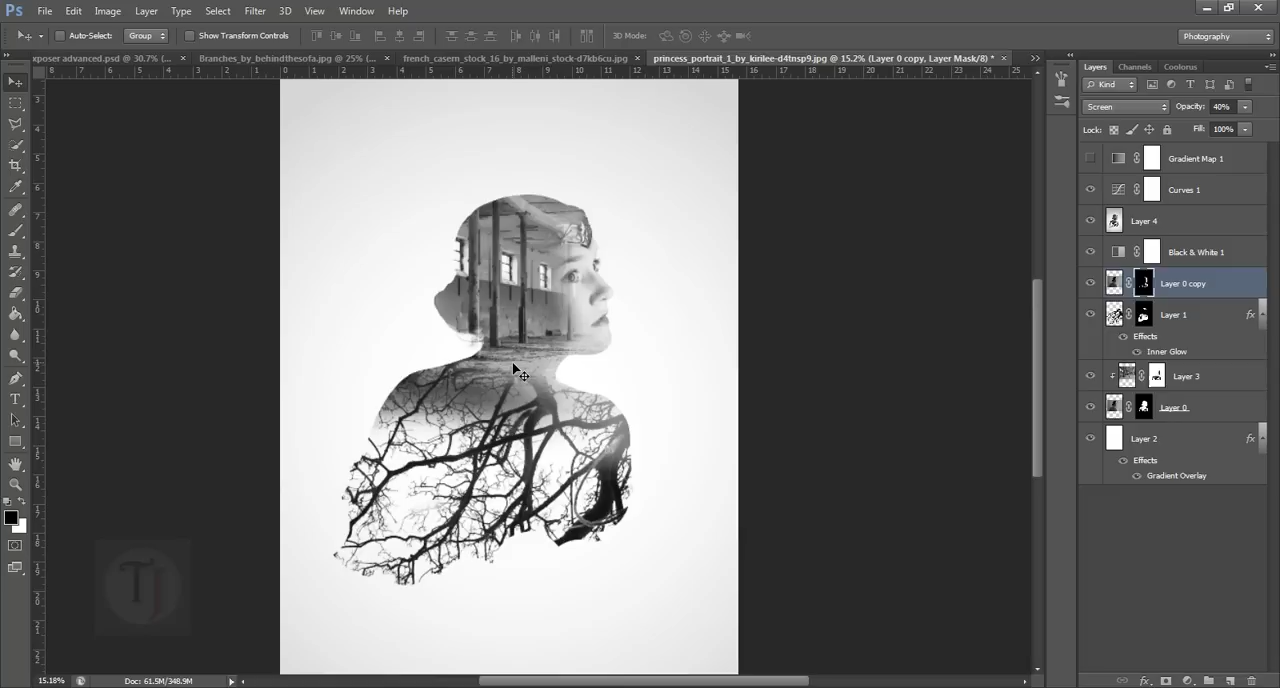 Ps File Edit Image Layer Type Select Filter 3D View Window Help
Auto-Select: Group Show Transform Controls 3D Mode: Photography
xposer advanced.psd @ 30.7% (... × Branches_by_behindthesofa.jpg @ 25% (... × french_casern_stock_16_by_malleni_stock-d7kb6cu.jpg × princess_portrait_1_by_kirilee-d4tnsp9.jpg @ 15.2% (Layer 0 copy, Layer Mask/8) * ×
Layers Channels Coolorus
Kind
Screen Opacity: 40%
Lock: Fill: 100%
Gradient Map 1
Curves 1
Layer 4
Black & White 1
Layer 0 copy
Layer 1 fx
Effects
Inner Glow
Layer 3
Layer 0
Layer 2 fx
Effects
Gradient Overlay
TJ
15.18% Doc: 61.5M/348.9M